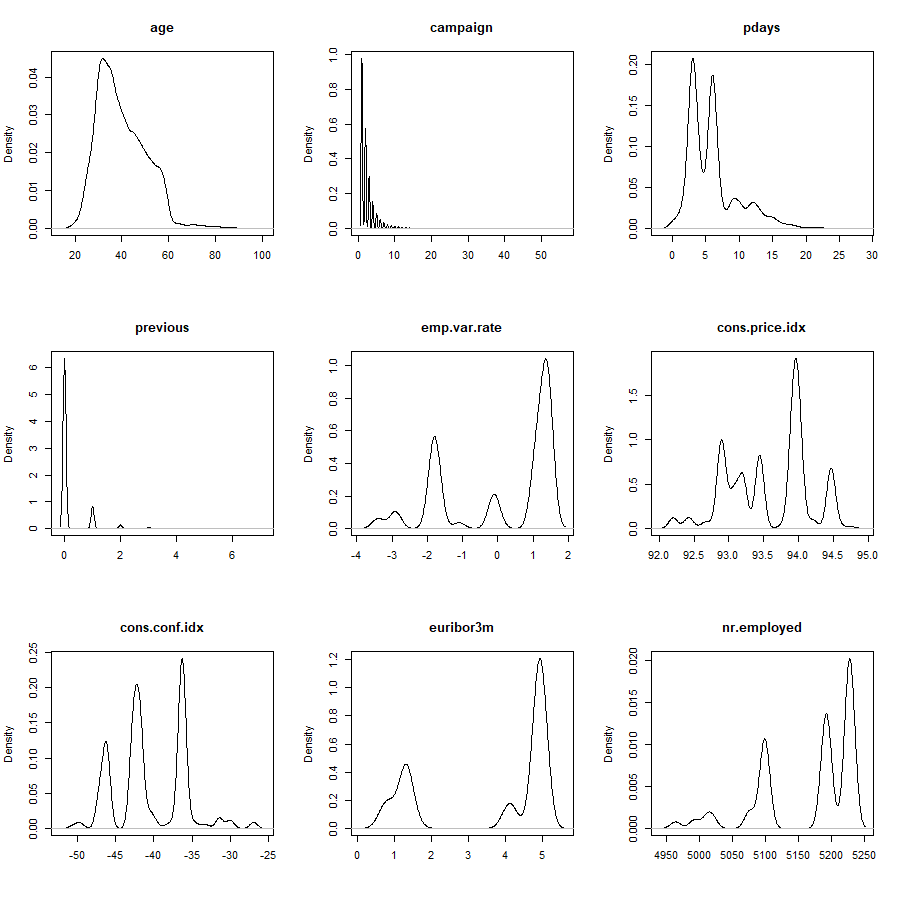 age
0.00 0.01 0.02 0.03 0.04
Density
20 40 60 80 100
campaign
0.0 0.2 0.4 0.6 0.8 1.0
Density
0 10 20 30 40 50
pdays
0.00 0.05 0.10 0.15 0.20
Density
0 5 10 15 20 25 30
previous
0 1 2 3 4 5 6
Density
0 2 4 6
emp.var.rate
0.0 0.2 0.4 0.6 0.8 1.0
Density
-4 -3 -2 -1 0 1 2
cons.price.idx
0.0 0.5 1.0 1.5
Density
92.0 92.5 93.0 93.5 94.0 94.5 95.0
cons.conf.idx
0.00 0.05 0.10 0.15 0.20 0.25
Density
-50 -45 -40 -35 -30 -25
euribor3m
0.0 0.2 0.4 0.6 0.8 1.0 1.2
Density
0 1 2 3 4 5
nr.employed
0.000 0.005 0.010 0.015 0.020
Density
4950 5000 5050 5100 5150 5200 5250